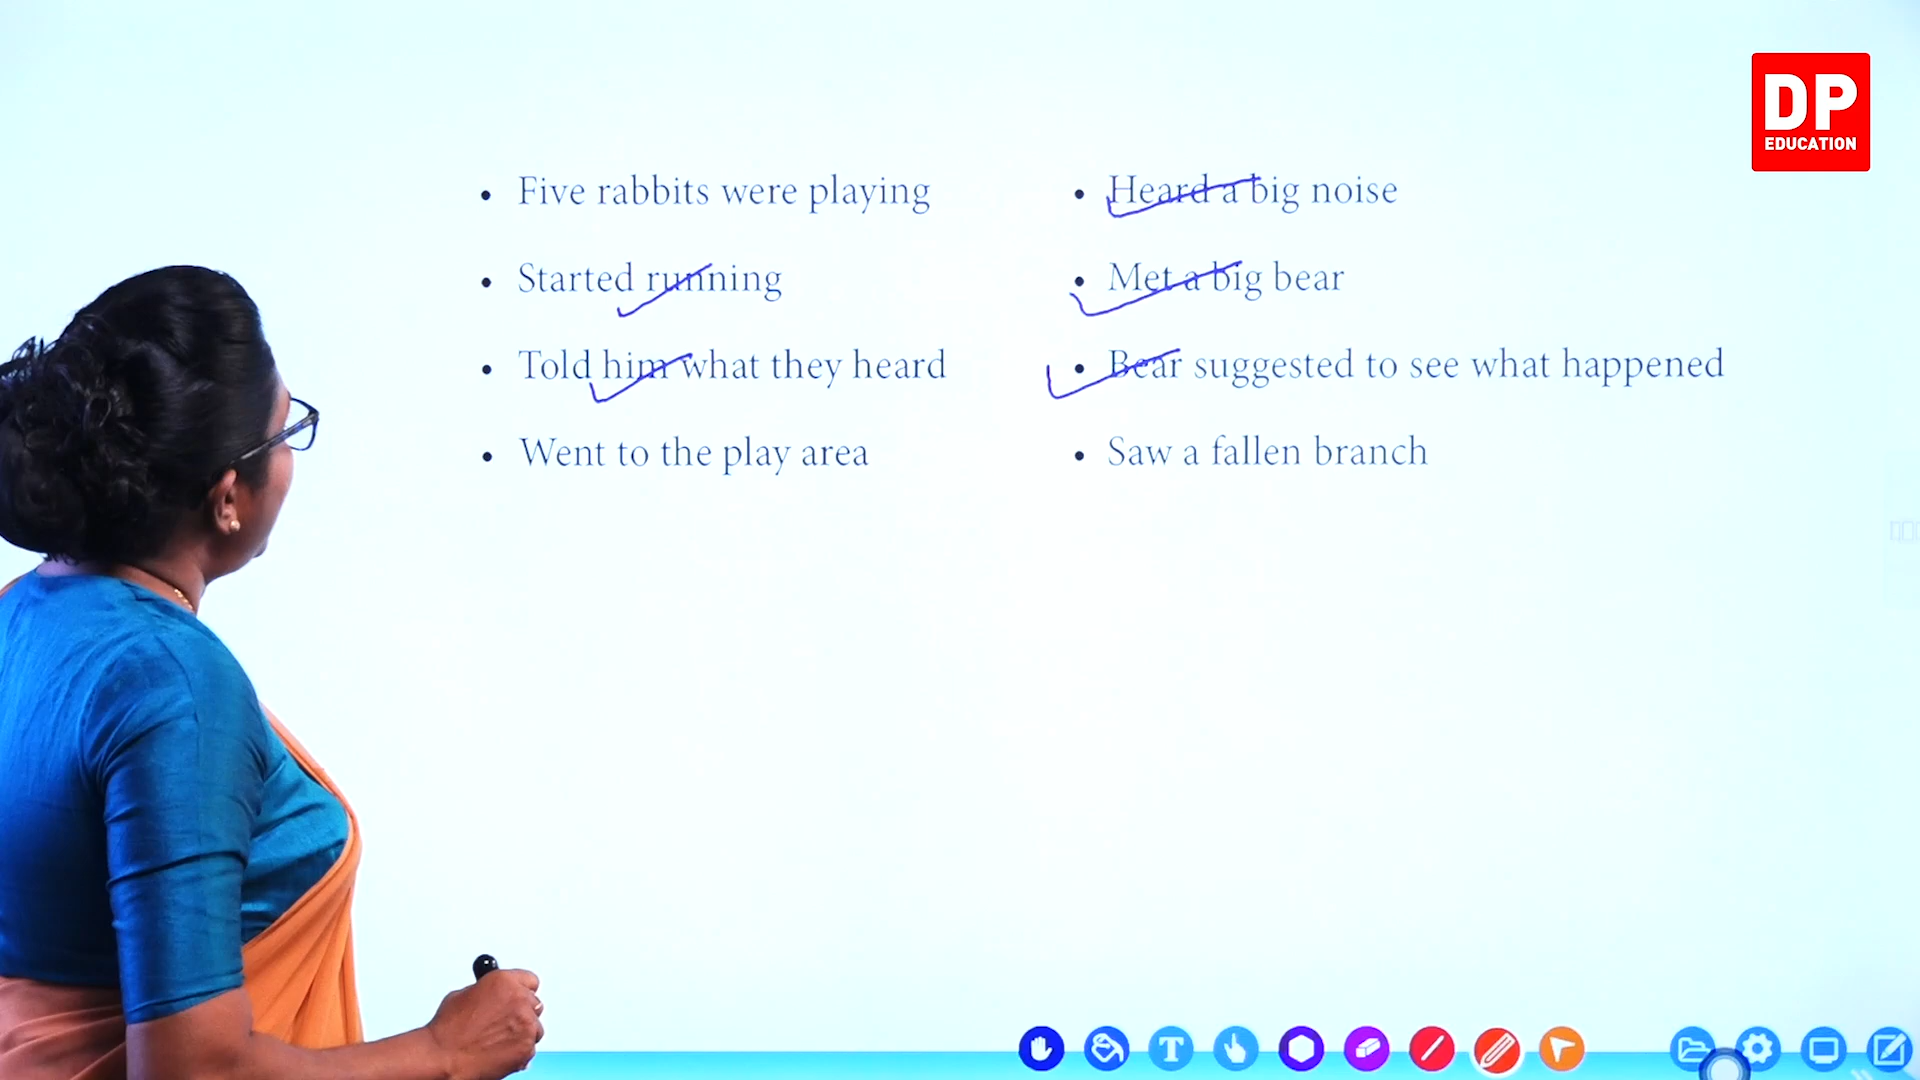 DP
EDUCATION
• Five rabbits were playing
• Heard a big noise
• Started running
• Met a big bear
• Told him what they heard
• Bear suggested to see what happened
• Went to the play area
• Saw a fallen branch
T